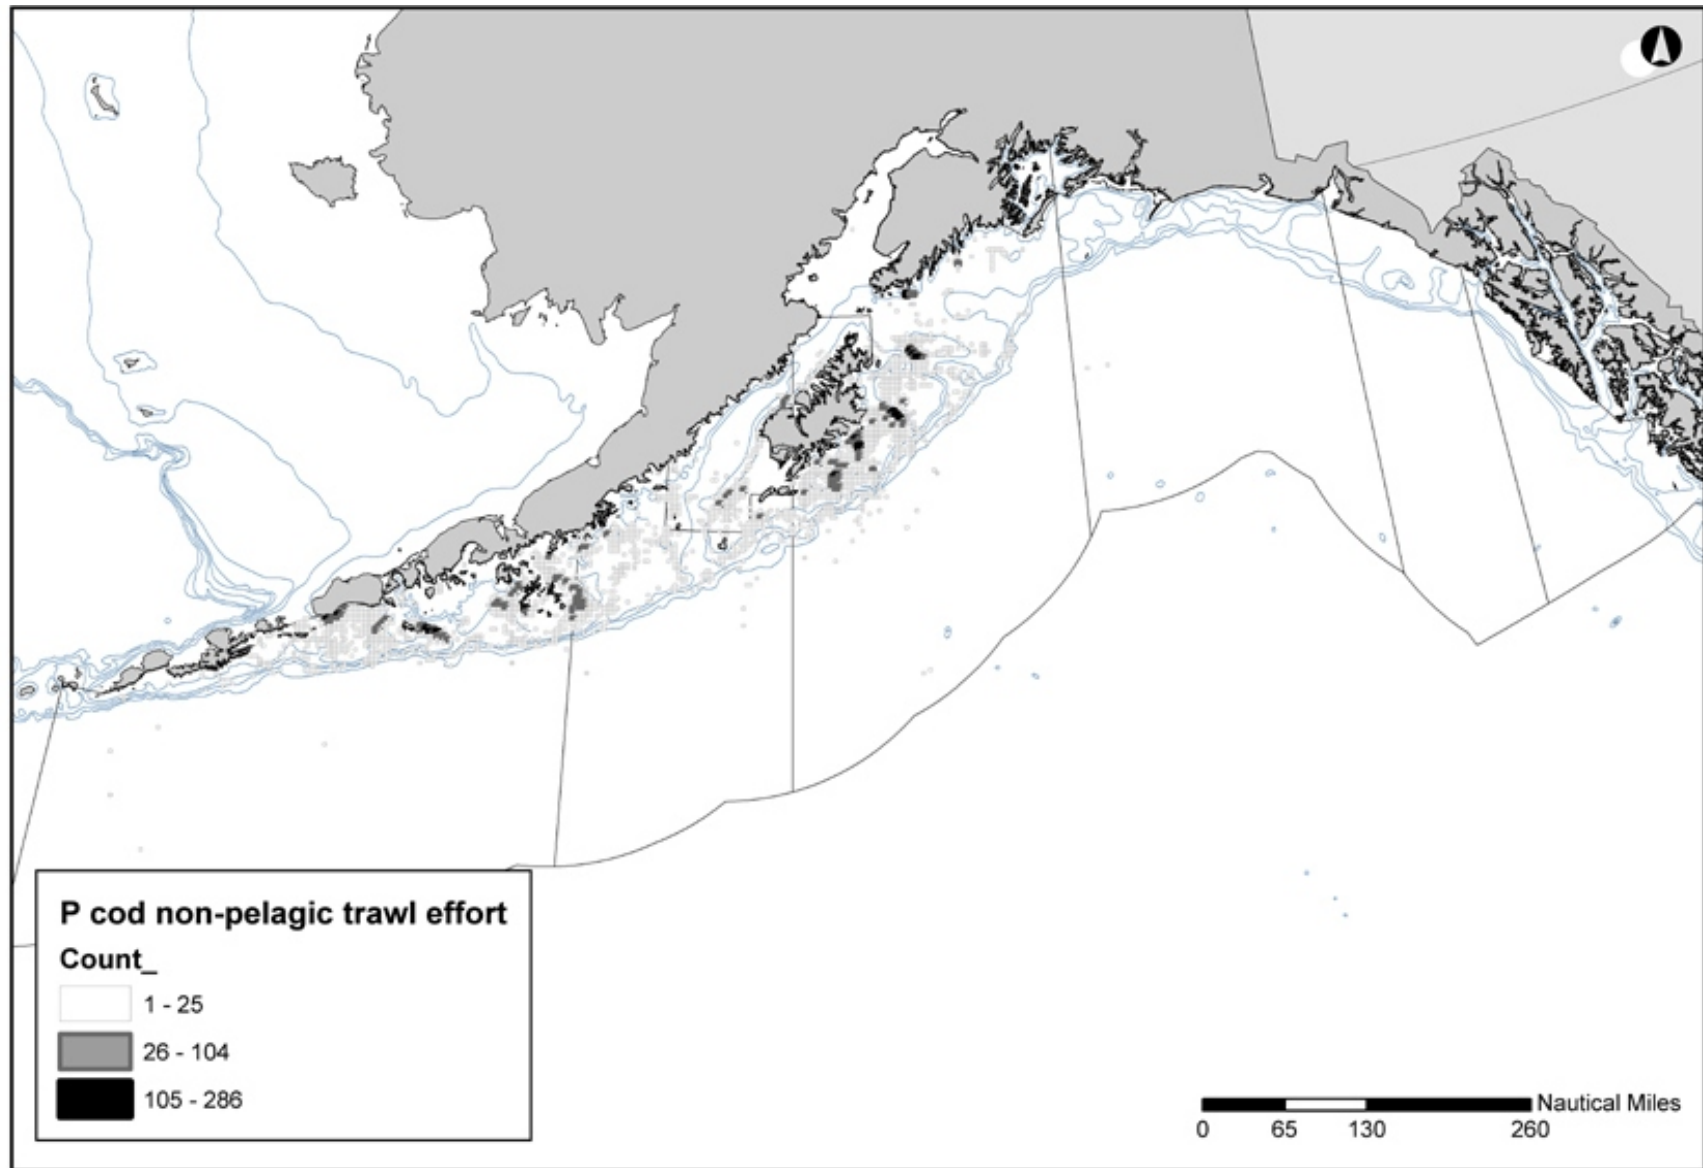 P cod non-pelagic trawl effort
Count_
1 - 25
26 - 104
105 - 286
Nautical Miles
0 65 130 260